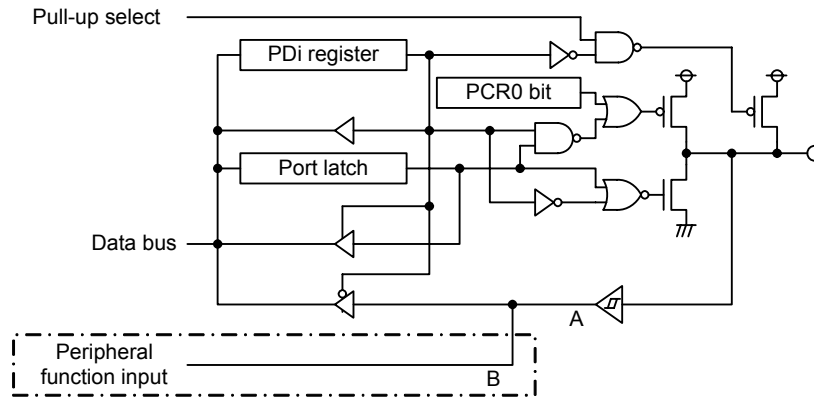 Pull-up select
PDi register
PCR0 bit
Port latch
Data bus
A
Peripheral
function input
B